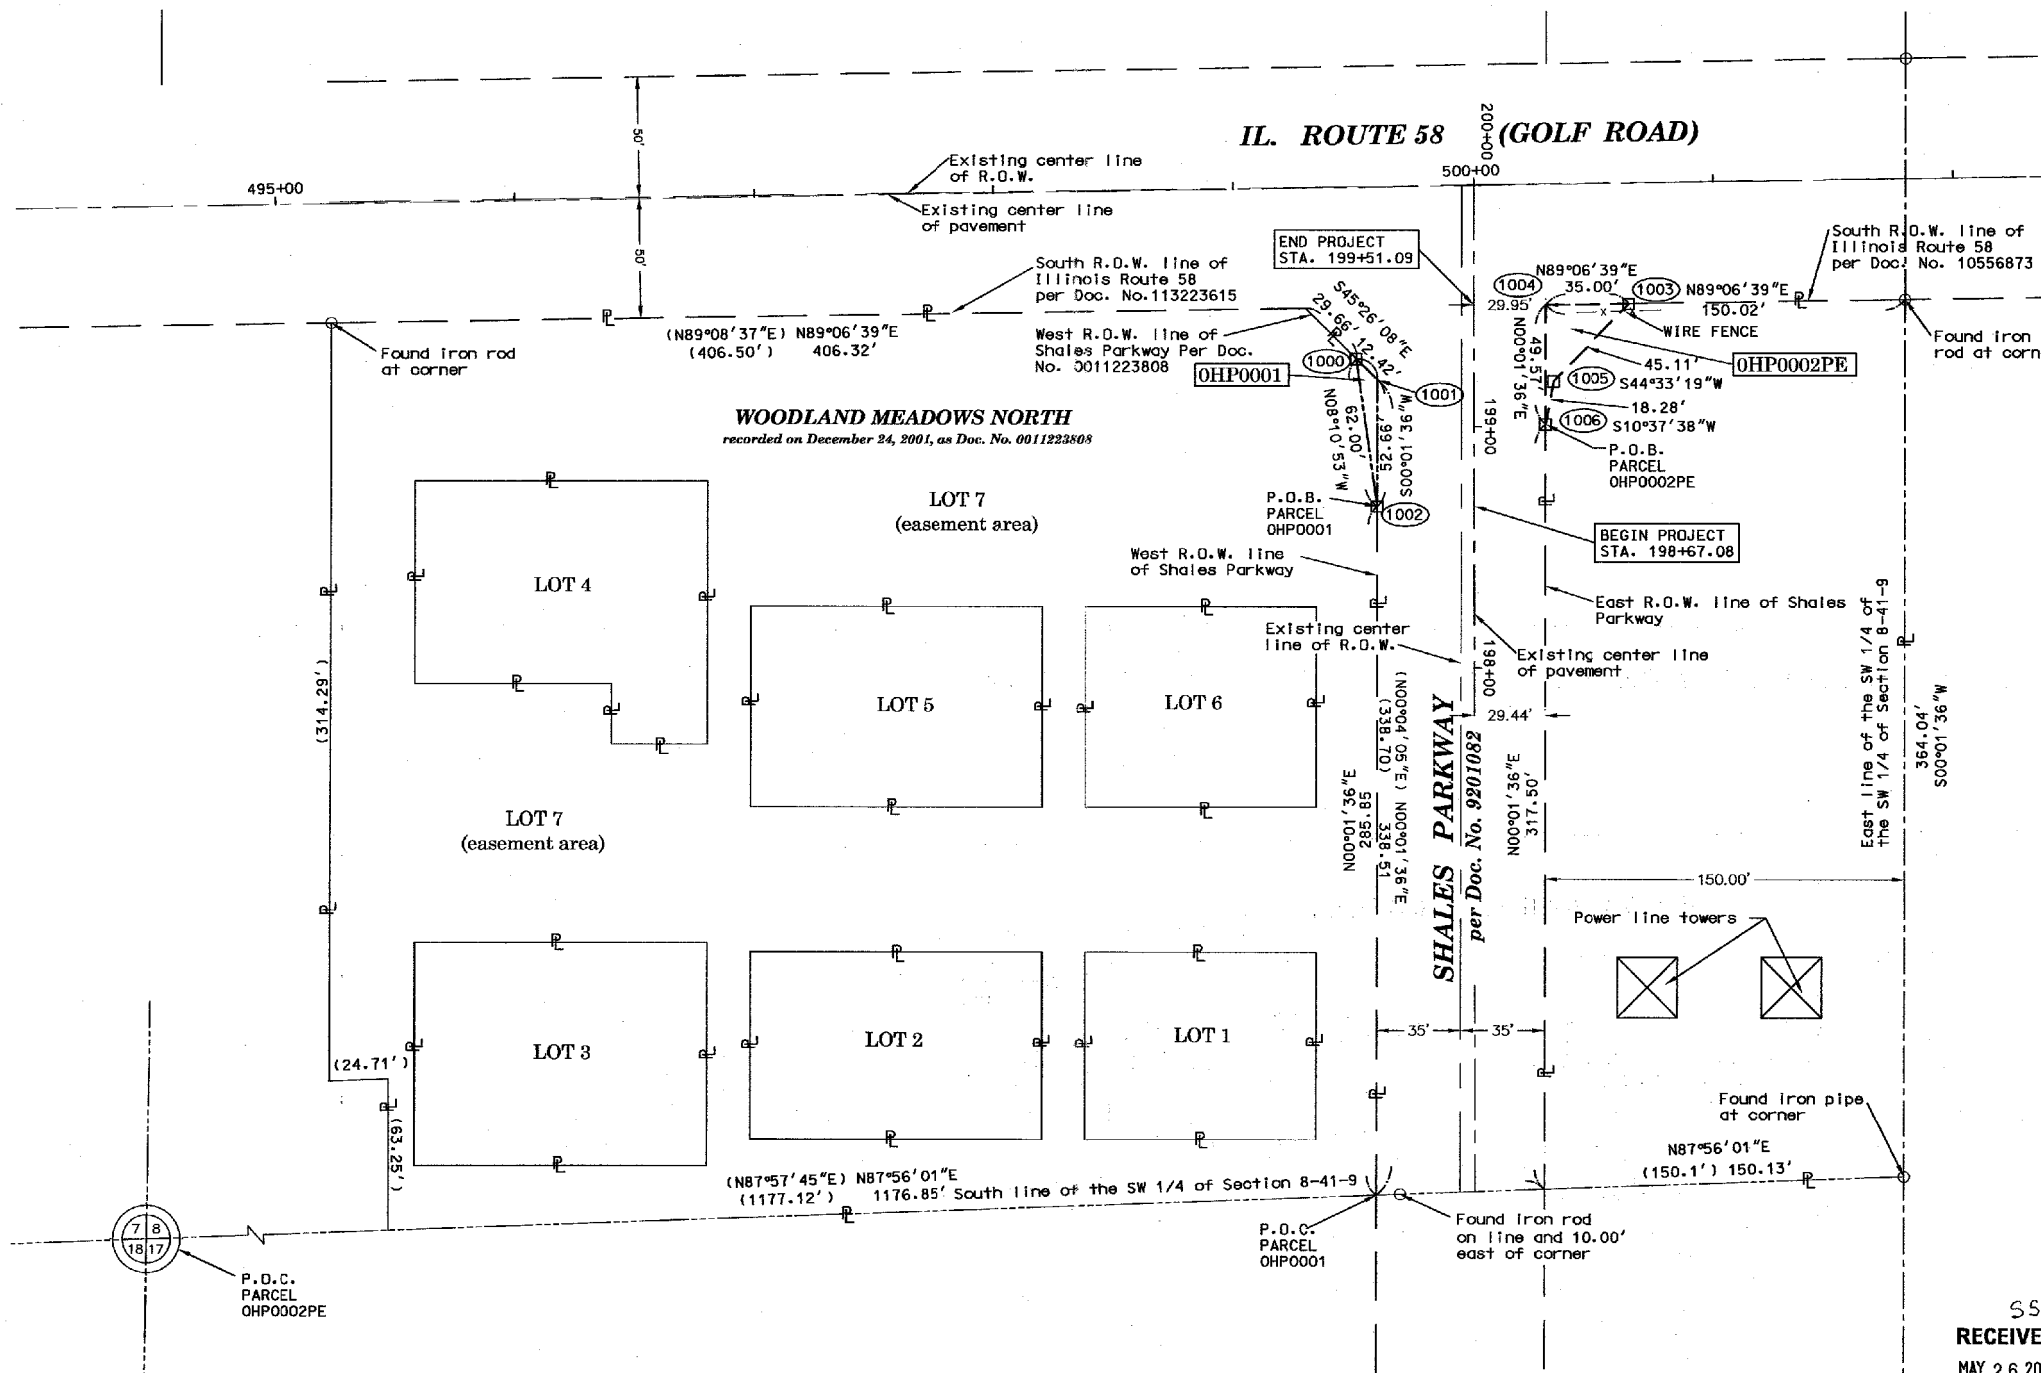 50'
IL. ROUTE 58 (GOLF ROAD)
200+00
495+00
500+00
Existing center line
of R.O.W.
Existing center line
of pavement
50'
END PROJECT
STA. 199+51.09
South R.O.W. line of
Illinois Route 58
per Doc. No.113223615
South R.O.W. line of
Illinois Route 58
per Doc. No. 10556873
(N89°08'37"E) N89°06'39"E
(406.50') 406.32'
Found iron rod
at corner
West R.O.W. line of
Shales Parkway Per Doc.
No. 0011223808
S45°26'08"E
29.66'
12.42'
1000
1001
0HP0001
N08°10'53"W
62.00'
52.66'
S00°01'36"W
1002
P.O.B.
PARCEL
0HP0001
1004
N89°06'39"E
35.00'
1003
N89°06'39"E
150.02'
29.95'
WIRE FENCE
Found iron
rod at corn
49.57'
N00°01'36"E
45.11'
0HP0002PE
1005
S44°33'19"W
18.28'
1006
S10°37'38"W
P.O.B.
PARCEL
0HP0002PE
199+00
WOODLAND MEADOWS NORTH
recorded on December 24, 2001, as Doc. No. 0011223808
LOT 7
(easement area)
BEGIN PROJECT
STA. 198+67.08
West R.O.W. line
of Shales Parkway
East R.O.W. line of Shales
Parkway
Existing center
line of R.O.W.
Existing center line
of pavement
198+00
29.44'
LOT 4
LOT 5
LOT 6
(314.29')
LOT 7
(easement area)
N00°01'36"E
285.85
(N00°04'05"E) N00°01'36"E
(338.70) 338.51
SHALES PARKWAY
per Doc. No. 9201082
N00°01'36"E
317.50'
East line of the SW 1/4 of
the SW 1/4 of Section 8-41-9
364.04'
S00°01'36"W
150.00'
Power line towers
LOT 3
LOT 2
LOT 1
35'
35'
(24.71')
(63.25')
Found iron pipe
at corner
N87°56'01"E
(150.1') 150.13'
(N87°57'45"E) N87°56'01"E
(1177.12') 1176.85' South line of the SW 1/4 of Section 8-41-9
7 8
18 17
P.O.C.
PARCEL
0HP0002PE
P.O.C.
PARCEL
0HP0001
Found iron rod
on line and 10.00'
east of corner
SS
RECEIVE
MAY 26 20